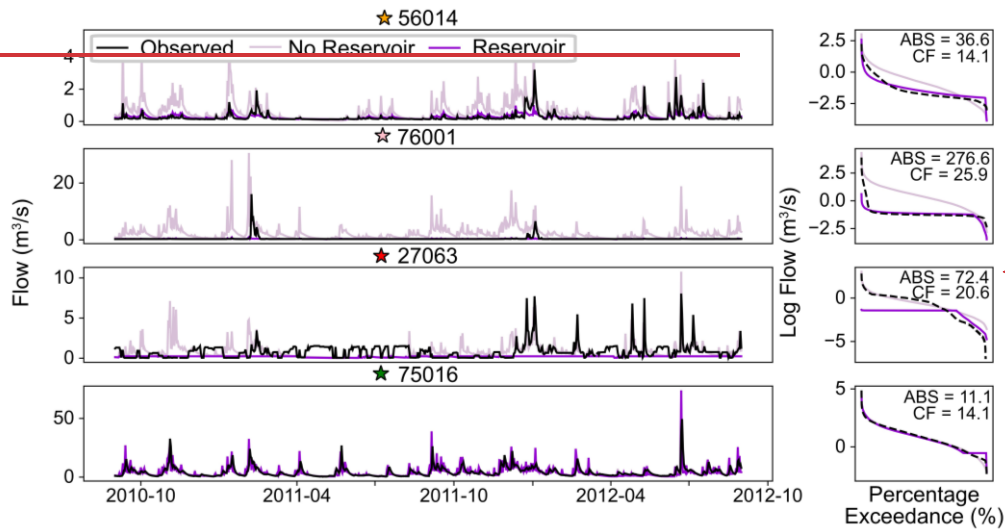 56014
Observed No Reservoir Reservoir
4
2
0
2.5
0.0
−2.5
ABS = 36.6
CF = 14.1
76001
20
0
2.5
0.0
−2.5
ABS = 276.6
CF = 25.9
27063
10
5
0
0
−5
ABS = 72.4
CF = 20.6
75016
50
0
5
0
ABS = 11.1
CF = 14.1
Flow (m³/s)
Log Flow (m³/s)
2010-10 2011-04 2011-10 2012-04 2012-10
Percentage
Exceedance (%)